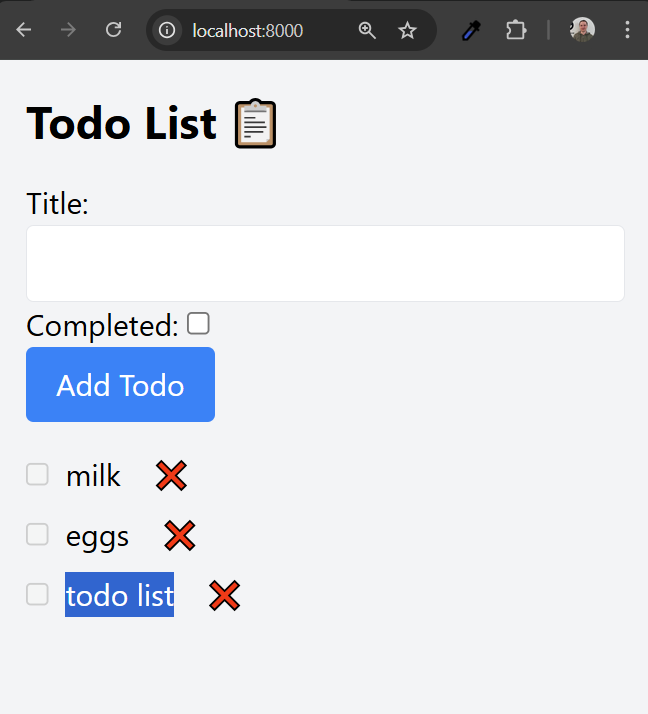 localhost:8000
Todo List 📋
Title:
Completed:
Add Todo
milk ❌
eggs ❌
todo list ❌